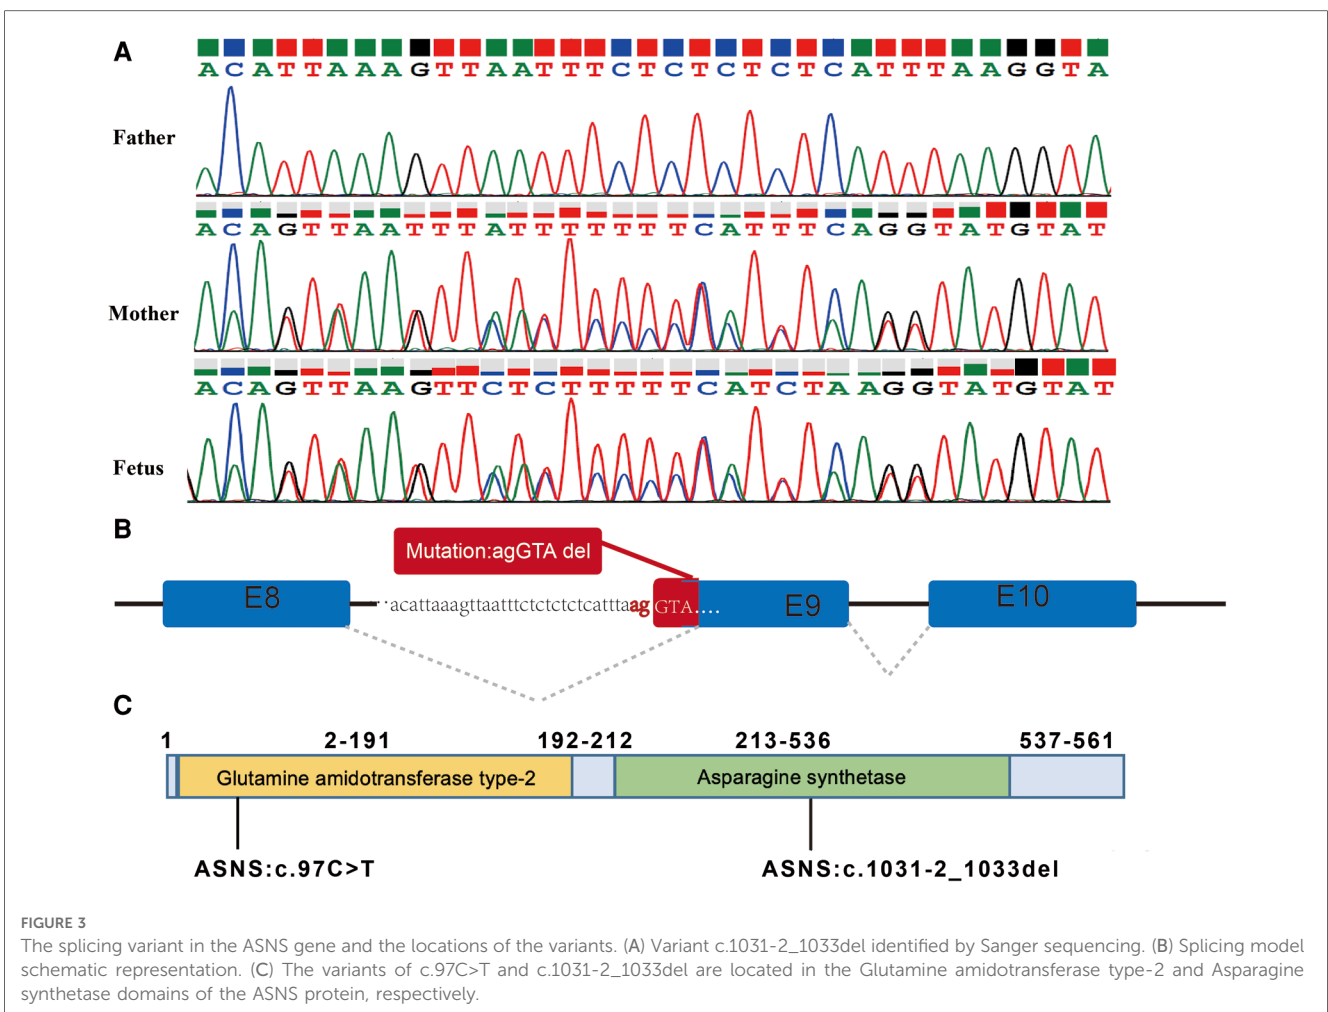 A
A C A T T A A A G T T A A T T T C T C T C T C T C A T T T A A G G T A
Father
A C A G T T A A T T T A T T T T T T T C A T T T C A G G T A T G T A T
Mother
A C A G T T A A G T T C T C T T T T T C A T C T A A G G T A T G T A T
Fetus
B
Mutation:agGTA del
E8
...acattaaagttaatttctctctctcatttaag GTA....
E9
E10
C
1
2-191
192-212
213-536
537-561
Glutamine amidotransferase type-2
Asparagine synthetase
ASNS:c.97C>T
ASNS:c.1031-2_1033del
FIGURE 3
The splicing variant in the ASNS gene and the locations of the variants. (A) Variant c.1031-2_1033del identified by Sanger sequencing. (B) Splicing model
schematic representation. (C) The variants of c.97C>T and c.1031-2_1033del are located in the Glutamine amidotransferase type-2 and Asparagine
synthetase domains of the ASNS protein, respectively.